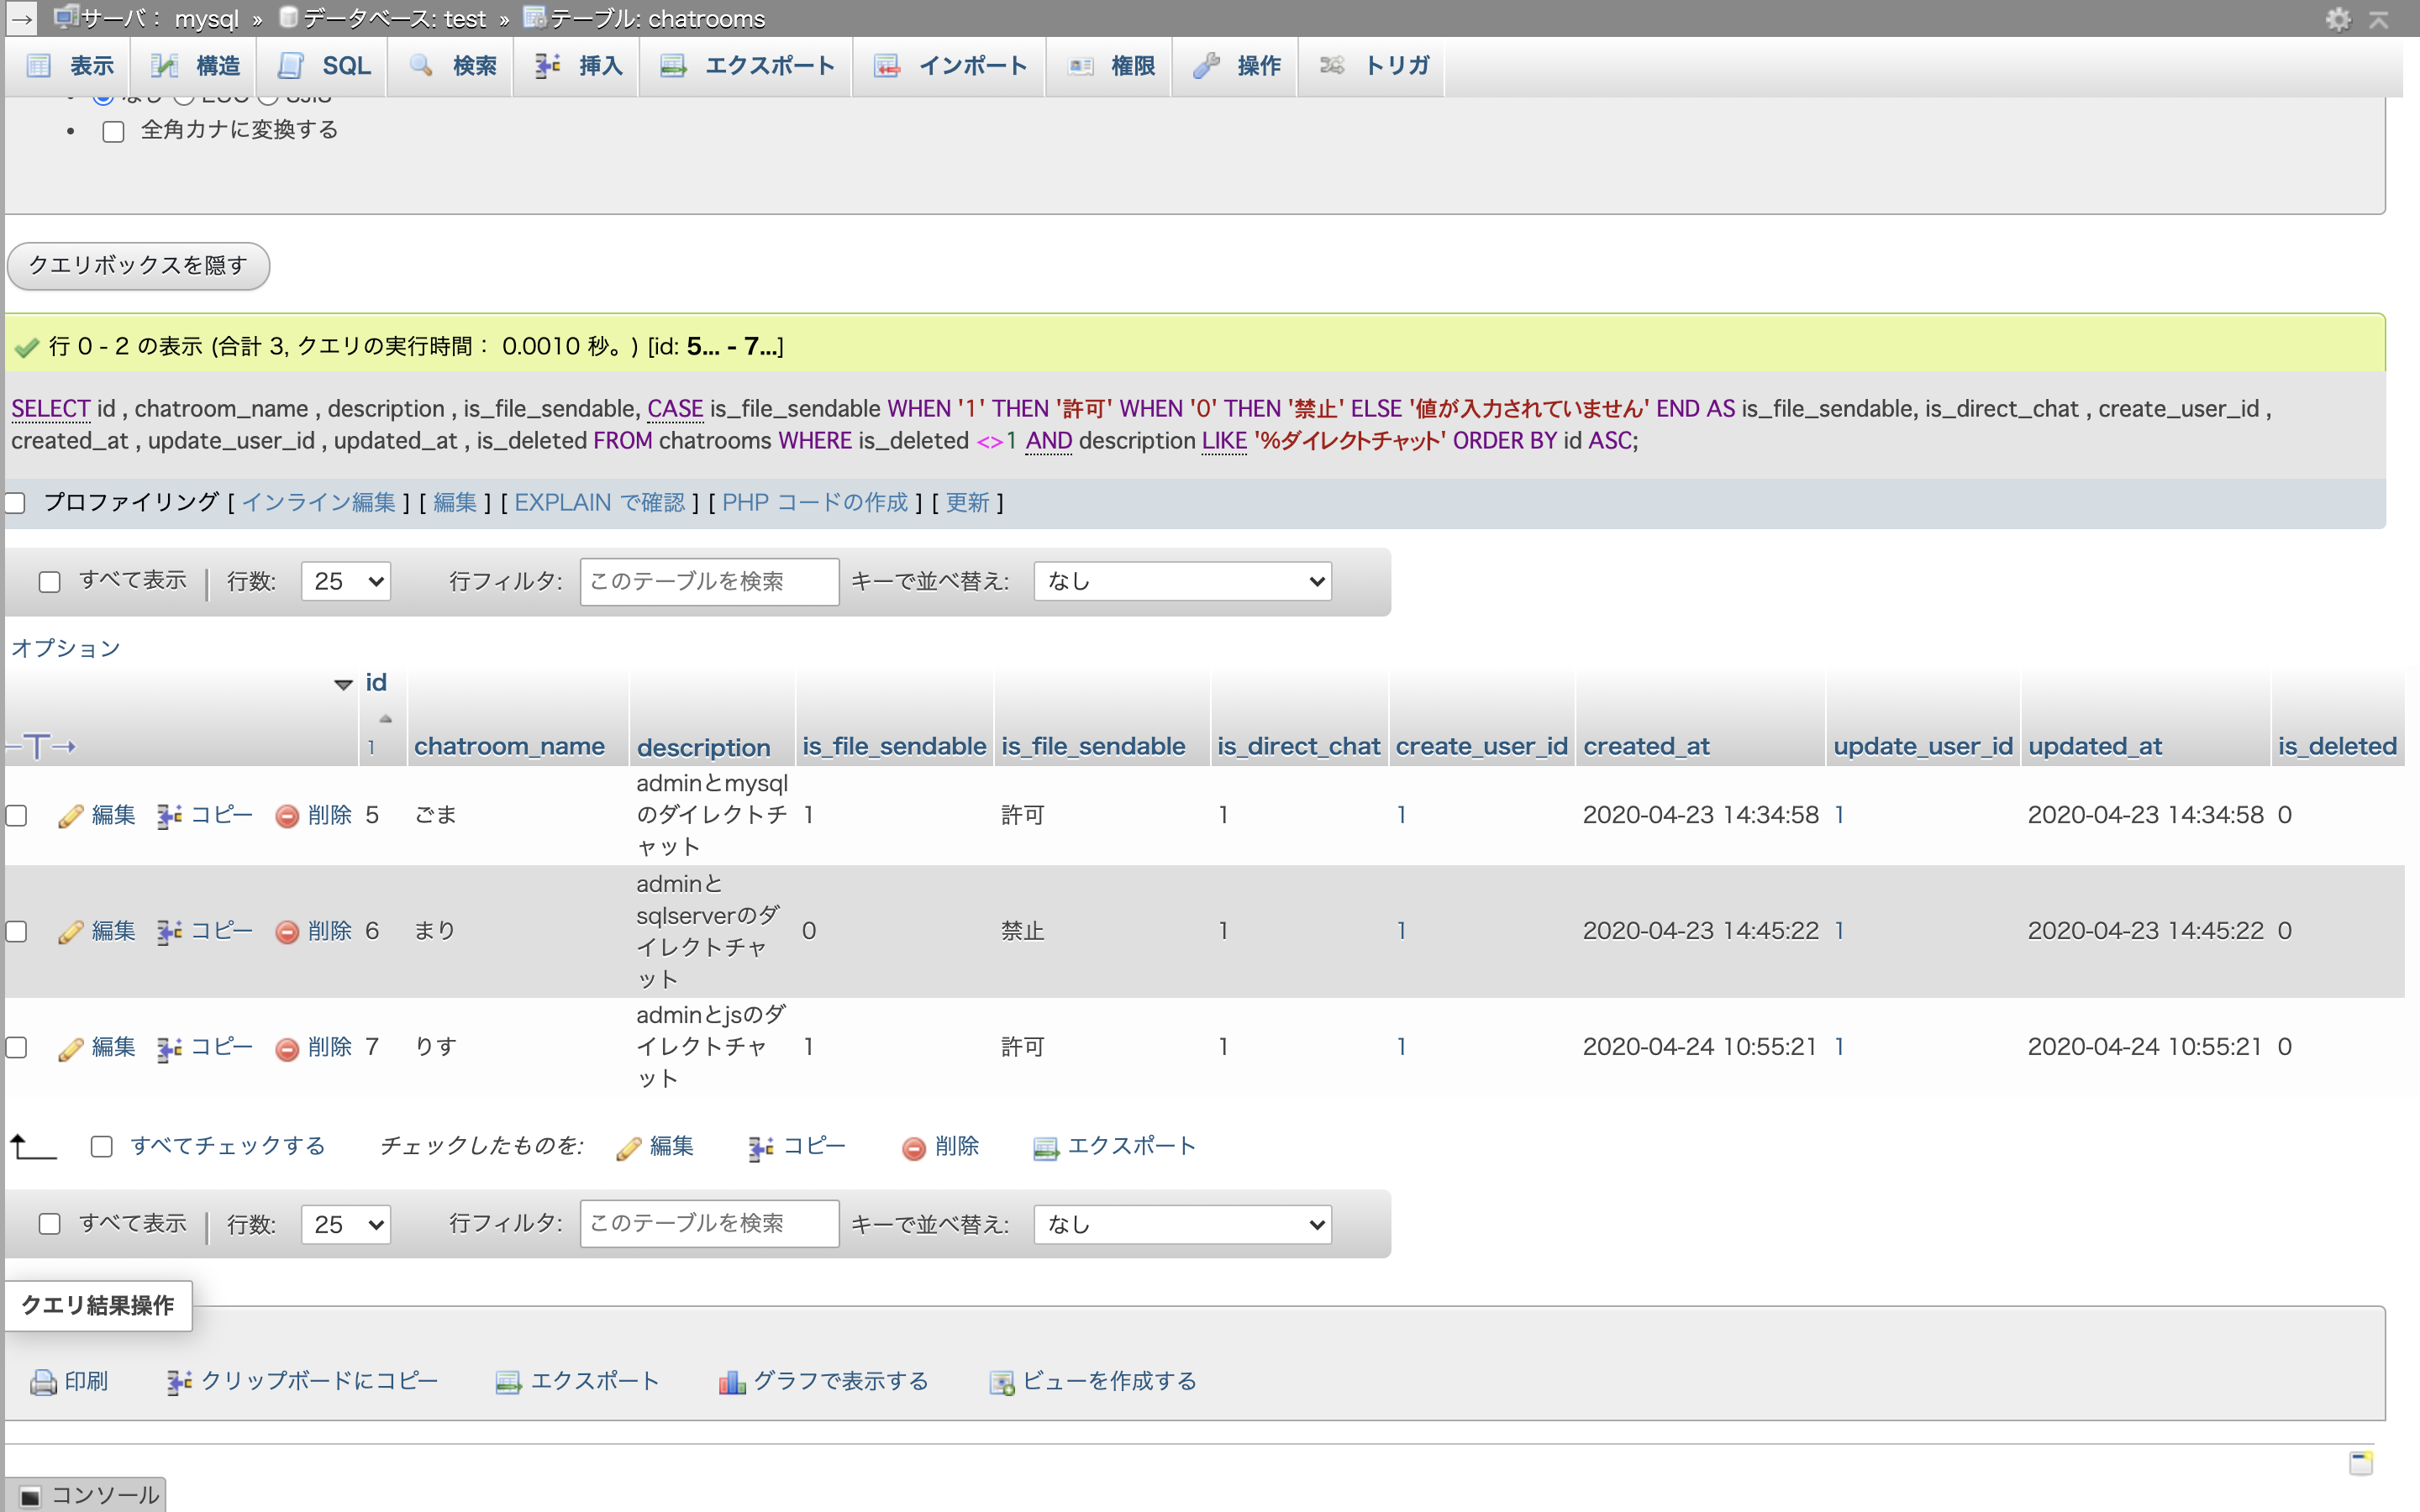 サーバ： mysql » データベース: test » テーブル: chatrooms
表示 構造 SQL 検索 挿入 エクスポート インポート 権限 操作 トリガ
全角カナに変換する
クエリボックスを隠す
行 0 - 2 の表示 (合計 3, クエリの実行時間： 0.0010 秒。) [id: 5... - 7...]
SELECT id , chatroom_name , description , is_file_sendable, CASE is_file_sendable WHEN '1' THEN '許可' WHEN '0' THEN '禁止' ELSE '値が入力されていません' END AS is_file_sendable, is_direct_chat , create_user_id ,
created_at , update_user_id , updated_at , is_deleted FROM chatrooms WHERE is_deleted <>1 AND description LIKE '%ダイレクトチャット' ORDER BY id ASC;
プロファイリング [ インライン編集 ] [ 編集 ] [ EXPLAIN で確認 ] [ PHP コードの作成 ] [ 更新 ]
すべて表示 行数: 25 行フィルタ: このテーブルを検索 キーで並べ替え: なし
オプション
id
1 chatroom_name description is_file_sendable is_file_sendable is_direct_chat create_user_id created_at update_user_id updated_at is_deleted
adminとmysql
編集 コピー 削除 5 ごま のダイレクトチ 1 許可 1 1 2020-04-23 14:34:58 1 2020-04-23 14:34:58 0
ャット
adminと
sqlserverのダ
編集 コピー 削除 6 まり 0 禁止 1 1 2020-04-23 14:45:22 1 2020-04-23 14:45:22 0
イレクトチャ
ット
adminとjsのダ
編集 コピー 削除 7 りす イレクトチャ 1 許可 1 1 2020-04-24 10:55:21 1 2020-04-24 10:55:21 0
ット
すべてチェックする チェックしたものを: 編集 コピー 削除 エクスポート
すべて表示 行数: 25 行フィルタ: このテーブルを検索 キーで並べ替え: なし
クエリ結果操作
印刷 クリップボードにコピー エクスポート グラフで表示する ビューを作成する
コンソール